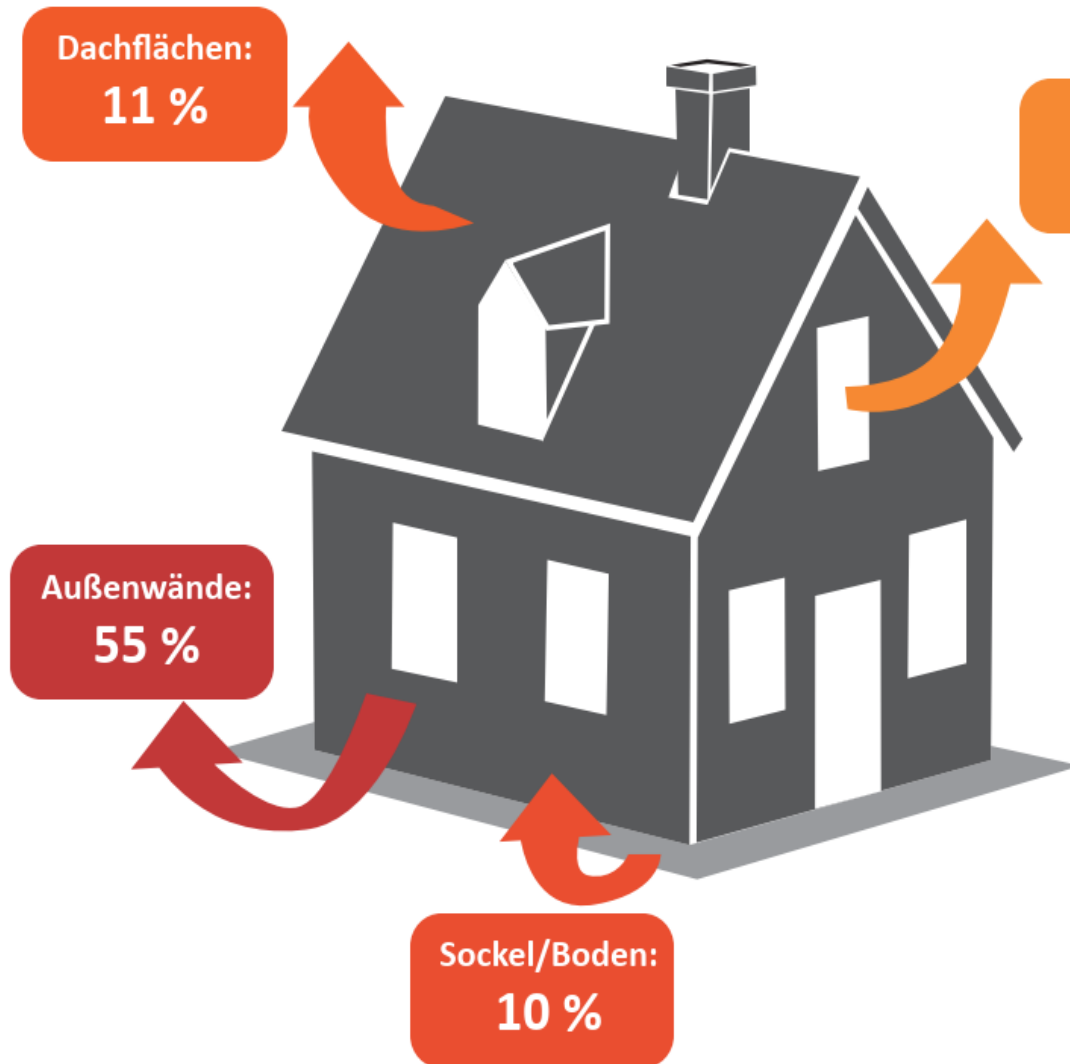 Dachflächen:
11 %
Außenwände:
55 %
Sockel/Boden:
10 %